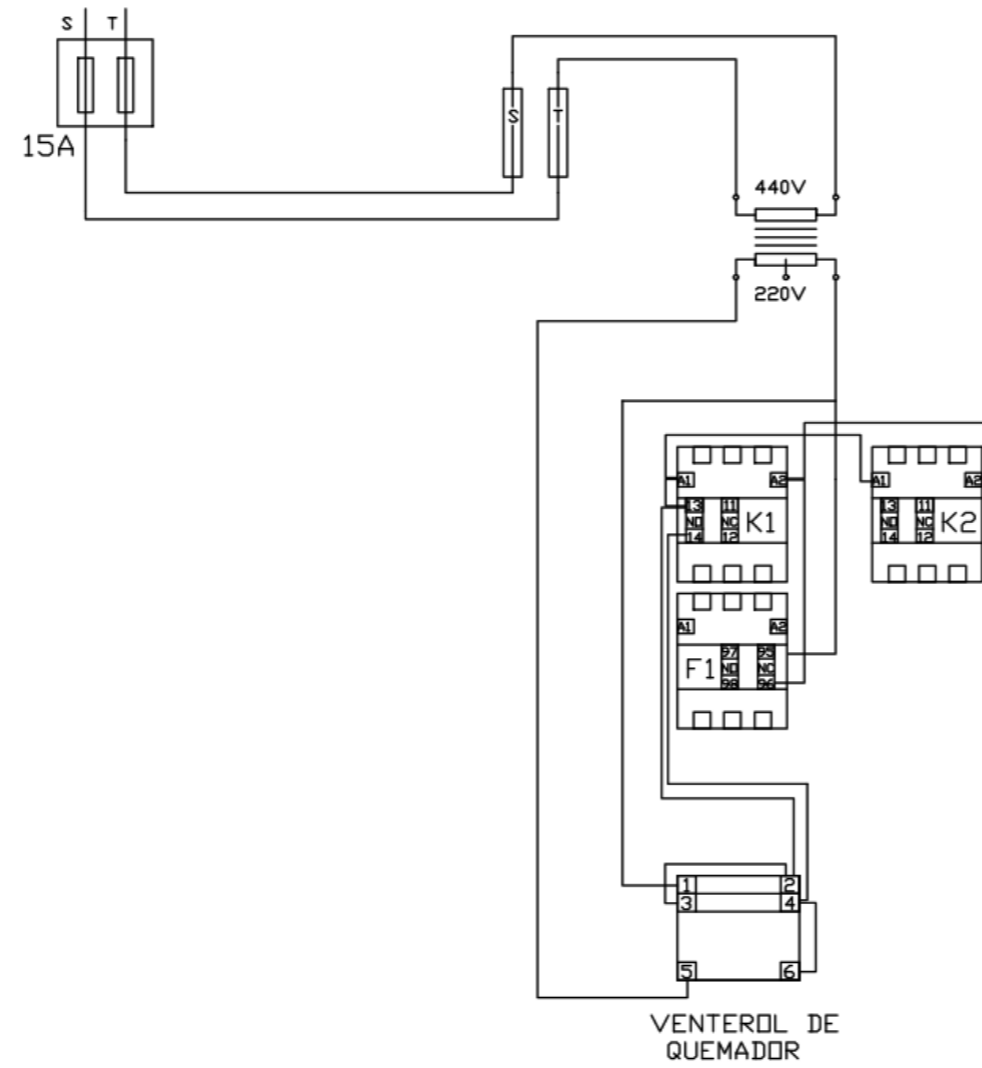 S T
15A
S T
440V
220V
A1 A2
13 11
NO NC
14 12
K1
A1 A2
13 11
NO NC
14 12
K2
A1 A2
F1
97 95
NO NC
98 96
1 2
3 4
5 6
VENTEROL DE
QUEMADOR